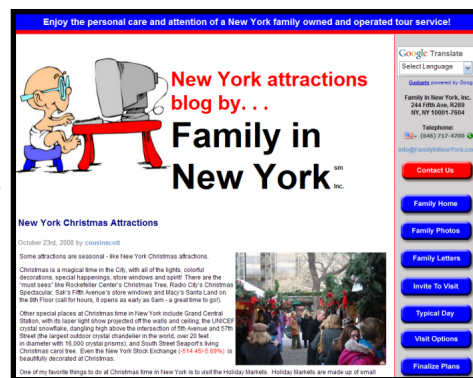 Enjoy the personal care and attention of a New York family owned and operated tour service!
New York attractions
blog by. . .
Family in
New York
sm
Inc.
New York Christmas Attractions
October 23rd, 2008 by cousinscott
Some attractions are seasonal - like New York Christmas attractions.
Christmas is a magical time in the City, with all of the lights, colorful
decorations, special happenings, store windows and spirit! There are the
"must sees" like Rockefeller Center's Christmas Tree, Radio City's Christmas
Spectacular, Sak's Fifth Avenue's store windows and Macy's Santa Land on
the 8th Floor (call for hours, it opens as early as 6am - a great time to go!).
Other special places at Christmas time in New York include Grand Central
Station, with its laser light show projected off the walls and ceiling; the UNICEF
crystal snowflake, dangling high above the intersection of 5th Avenue and 57th
Street (the largest outdoor crystal chandelier in the world, over 20 feet
in diameter with 16,000 crystal prisms); and South Street Seaport's living
Christmas carol tree. Even the New York Stock Exchange (-514.45/-5.69%) is
beautifully decorated at Christmas.
One of my favorite things to do at Christmas time in New York is to visit the Holiday Markets. Holiday Markets are made up of small
Google Translate
Select Language
Gadgets powered by Goog
Family In New York, Inc.
244 Fifth Ave, R289
NY, NY 10001-7604
Telephone:
(646) 717-4700
info@FamilyInNewYork.co
Contact Us
Family Home
Family Photos
Family Letters
Invite To Visit
Typical Day
Visit Options
Finalize Plans